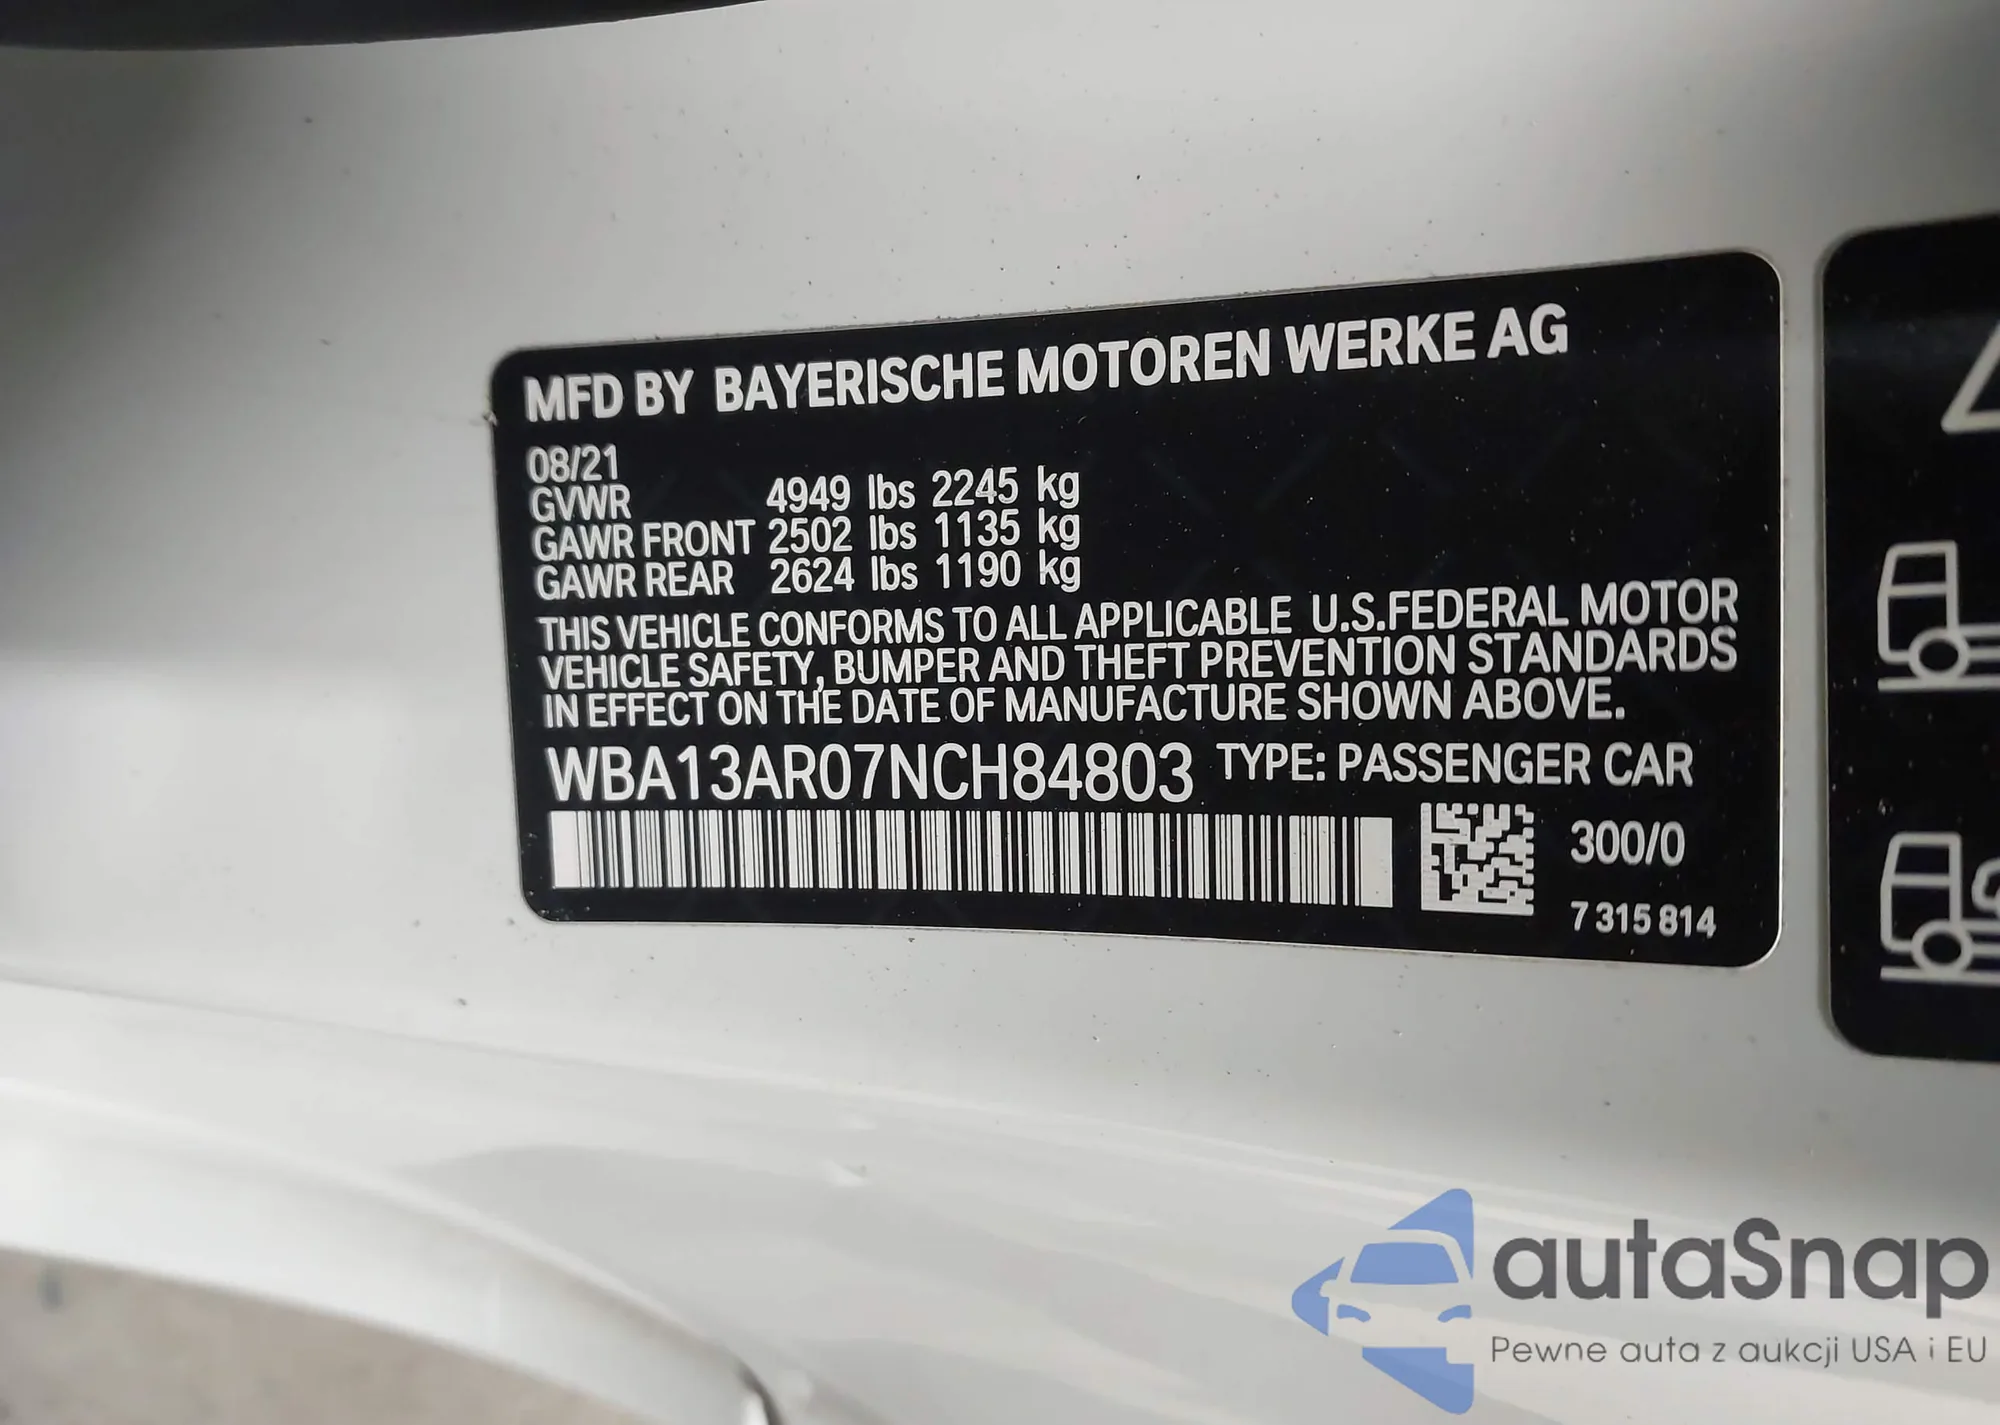 MFD BY BAYERISCHE MOTOREN WERKE AG
08/21
GVWR 4949 lbs 2245 kg
GAWR FRONT 2502 lbs 1135 kg
GAWR REAR 2624 lbs 1190 kg
THIS VEHICLE CONFORMS TO ALL APPLICABLE U.S.FEDERAL MOTOR
VEHICLE SAFETY, BUMPER AND THEFT PREVENTION STANDARDS
IN EFFECT ON THE DATE OF MANUFACTURE SHOWN ABOVE.
WBA13AR07NCH84803 TYPE: PASSENGER CAR
300/0
7 315 814
autaSnap
Pewne auta z aukcji USA i EU